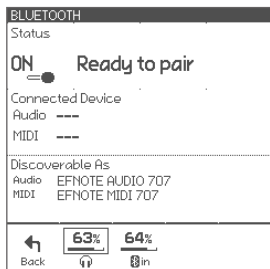 BLUETOOTH
Status
ON Ready to pair
Connected Device
Audio ---
MIDI ---
Discoverable As
Audio EFNOTE AUDIO 707
MIDI EFNOTE MIDI 707
63% 64%
Back in